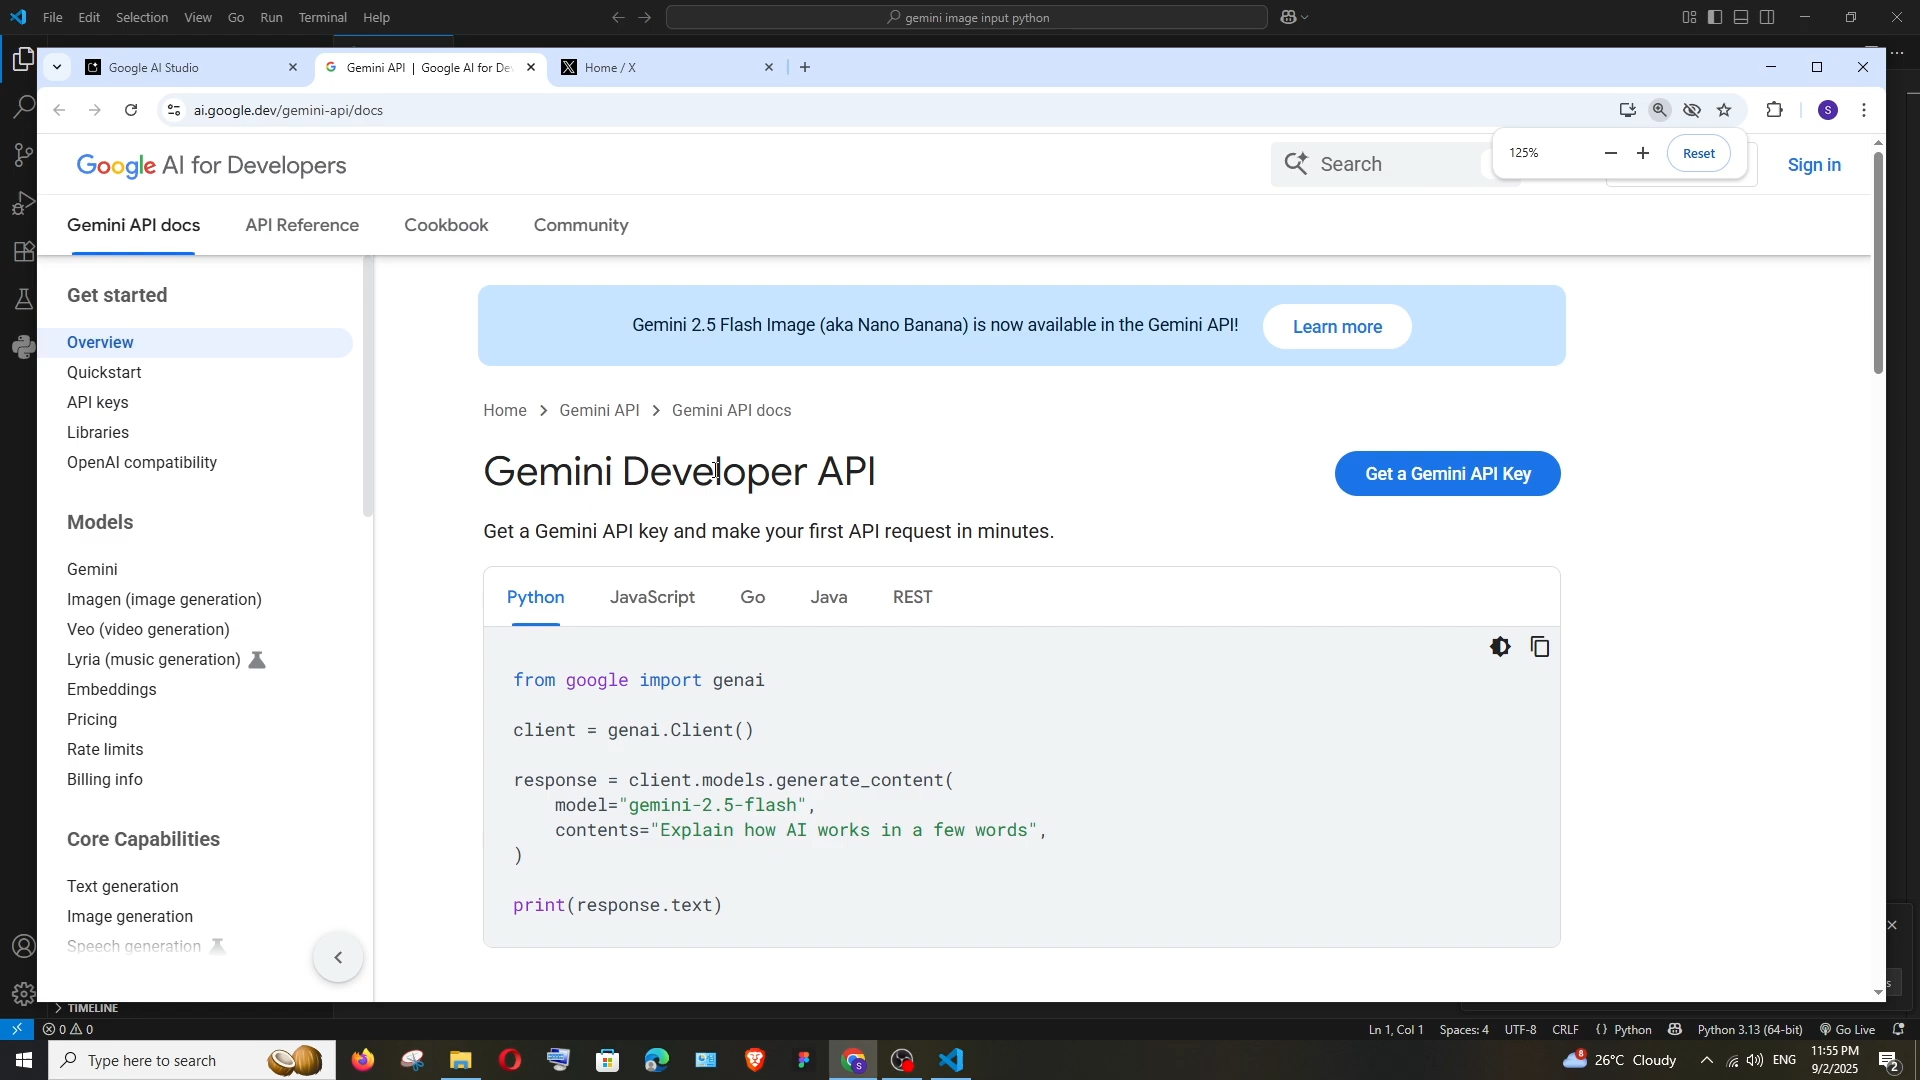 File Edit Selection View Go Run Terminal Help
gemini image input python
Google AI Studio
Gemini API | Google AI for De
Home / X
ai.google.dev/gemini-api/docs
S
125%
Reset
Google AI for Developers
Search
Sign in
Gemini API docs
API Reference
Cookbook
Community
Get started
Overview
Quickstart
API keys
Libraries
OpenAI compatibility
Models
Gemini
Imagen (image generation)
Veo (video generation)
Lyria (music generation)
Embeddings
Pricing
Rate limits
Billing info
Core Capabilities
Text generation
Image generation
Speech generation
Gemini 2.5 Flash Image (aka Nano Banana) is now available in the Gemini API!
Learn more
Home > Gemini API > Gemini API docs
Gemini Developer API
Get a Gemini API Key
Get a Gemini API key and make your first API request in minutes.
Python JavaScript Go Java REST
from google import genai
client = genai.Client()
response = client.models.generate_content(
    model="gemini-2.5-flash",
    contents="Explain how AI works in a few words",
)
print(response.text)
TIMELINE
0 0
Ln 1, Col 1 Spaces: 4 UTF-8 CRLF {} Python Python 3.13 (64-bit) Go Live
Type here to search
26°C Cloudy
ENG
11:55 PM
9/2/2025
2